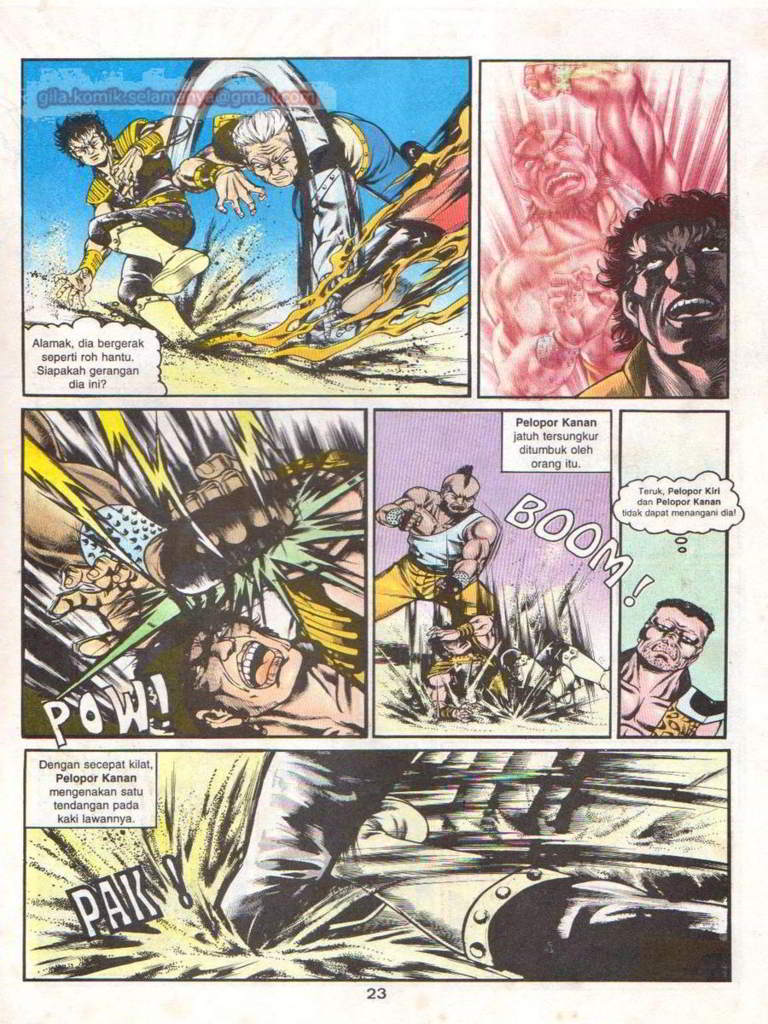 gila.komik.selamanya@gmail.com
Alamak, dia bergerak
seperti roh hantu.
Siapakah gerangan
dia ini?
POW!
Pelopor Kanan
jatuh tersungkur
ditumbuk oleh
orang itu.
BOOM!
Teruk, Pelopor Kiri
dan Pelopor Kanan
tidak dapat menangani dia!
Dengan secepat kilat,
Pelopor Kanan
mengenakan satu
tendangan pada
kaki lawannya.
PAIK!
23